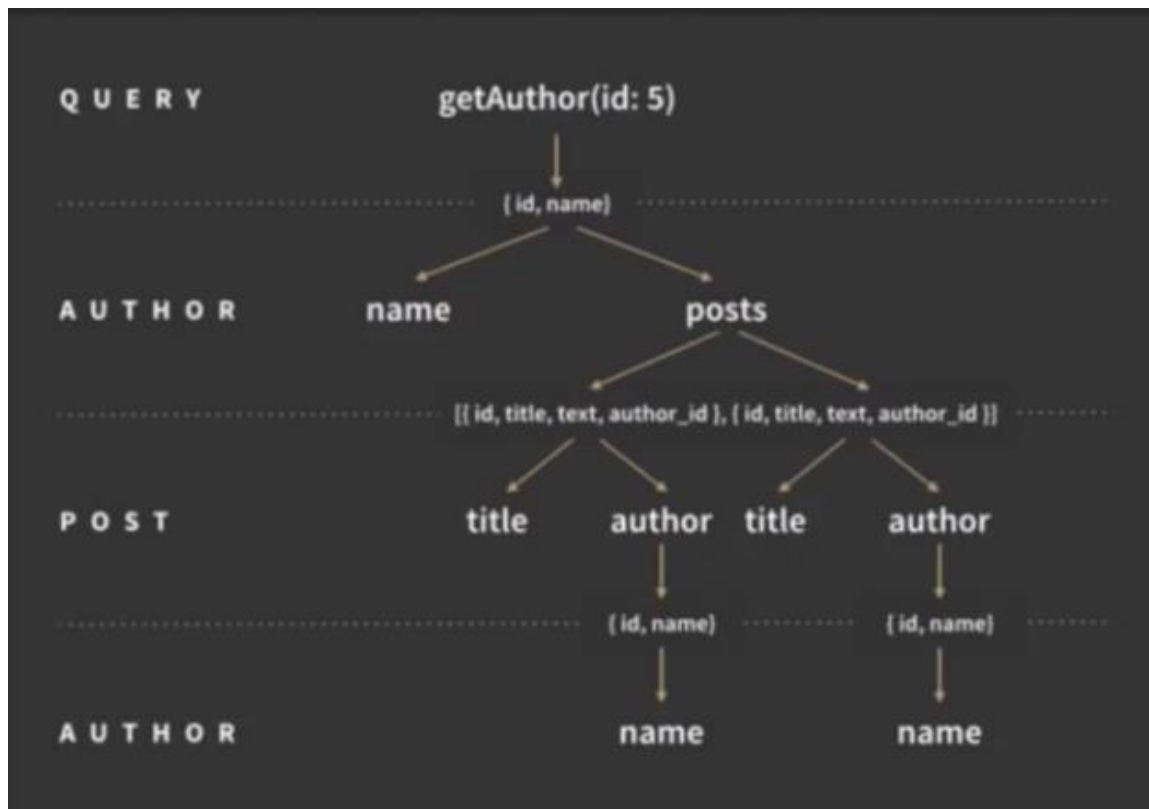 QUERY getAuthor(id: 5)
{ id, name}
AUTHOR name posts
[{ id, title, text, author_id }, { id, title, text, author_id }]
POST title author title author
{ id, name} { id, name}
AUTHOR name name